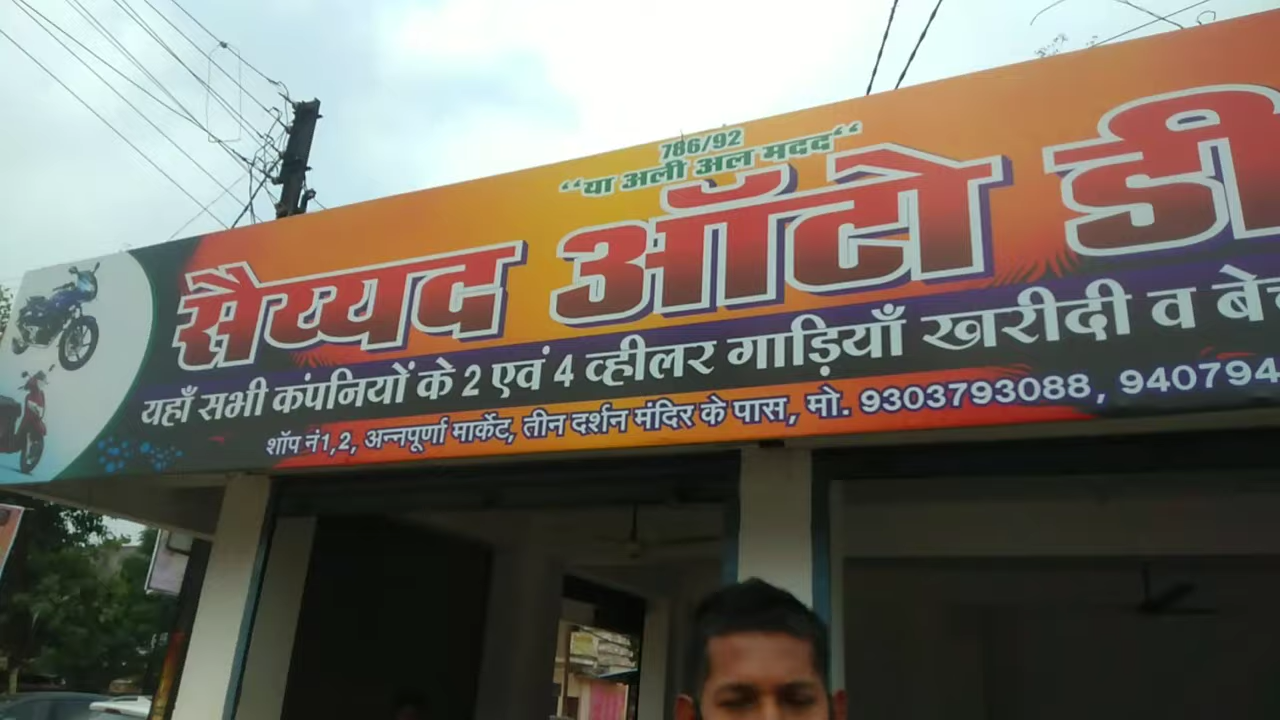 786/92
“या अली अल मदद“
सैय्यद ऑटो डी
यहाँ सभी कंपनियों के 2 एवं 4 व्हीलर गाड़ियाँ खरीदी व
शॉप नं1,2, अन्नपूर्णा मार्केट, तीन दर्शन मंदिर के पास, मो. 9303793088, 940794